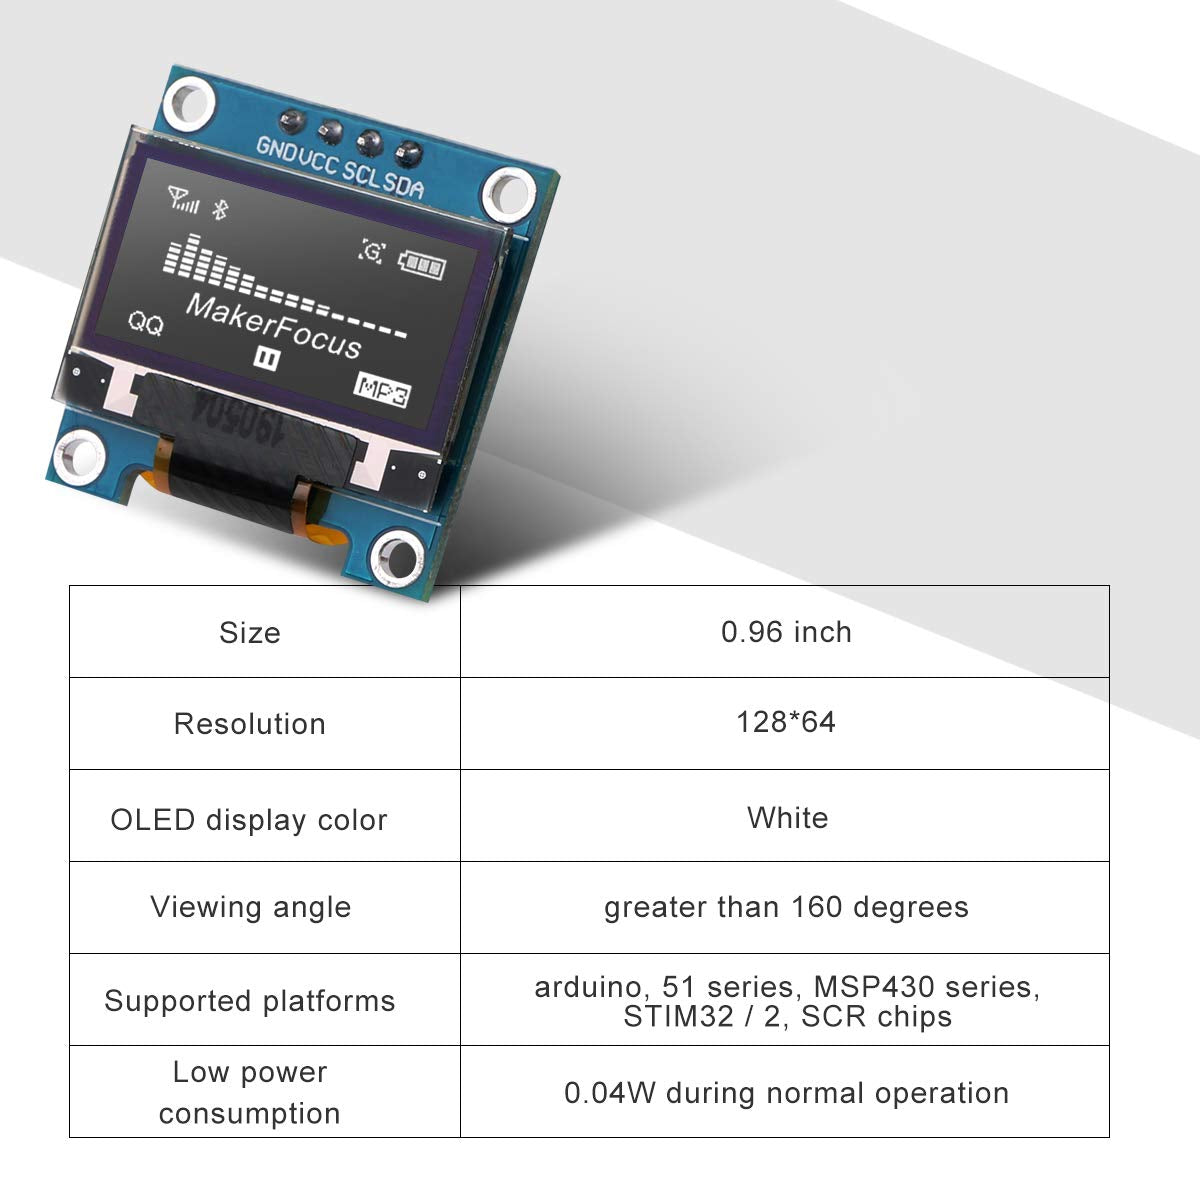 GND VCC SCL SDA
G
MakerFocus
QQ
MP3
190504
Size
0.96 inch
Resolution
128*64
OLED display color
White
Viewing angle
greater than 160 degrees
Supported platforms
arduino, 51 series, MSP430 series,
STIM32 / 2, SCR chips
Low power
consumption
0.04W during normal operation